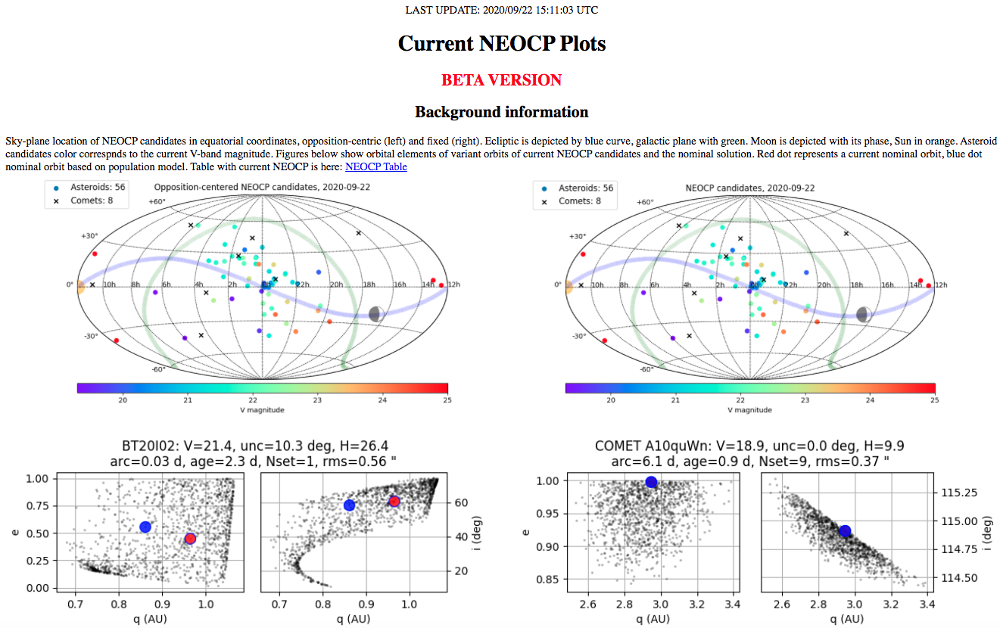 LAST UPDATE: 2020/09/22 15:11:03 UTC
Current NEOCP Plots
BETA VERSION
Background information
Sky-plane location of NEOCP candidates in equatorial coordinates, opposition-centric (left) and fixed (right). Ecliptic is depicted by blue curve, galactic plane with green. Moon is depicted with its phase, Sun in orange. Asteroid
candidates color correspnds to the current V-band magnitude. Figures below show orbital elements of variant orbits of current NEOCP candidates and the nominal solution. Red dot represents a current nominal orbit, blue dot
nominal orbit based on population model. Table with current NEOCP is here: NEOCP Table
Asteroids: 56
Comets: 8
Opposition-centered NEOCP candidates, 2020-09-22
+60°
+30°
0°
10h 8h 6h 4h 2h 22h 20h 18h 16h 14h 12h
-30°
-60°
20 21 22 23 24 25
V magnitude
Asteroids: 56
Comets: 8
NEOCP candidates, 2020-09-22
+60°
+30°
0°
10h 8h 6h 4h 2h 22h 20h 18h 16h 14h 12h
-30°
-60°
20 21 22 23 24 25
V magnitude
BT20I02: V=21.4, unc=10.3 deg, H=26.4
arc=0.03 d, age=2.3 d, Nset=1, rms=0.56 "
1.00
0.75
0.50
0.25
0.00
e
0.7 0.8 0.9 1.0
q (AU)
60
40
20
i (deg)
0.7 0.8 0.9 1.0
q (AU)
COMET A10quWn: V=18.9, unc=0.0 deg, H=9.9
arc=6.1 d, age=0.9 d, Nset=9, rms=0.37 "
1.00
0.95
0.90
0.85
e
2.6 2.8 3.0 3.2 3.4
q (AU)
115.25
115.00
114.75
114.50
i (deg)
2.6 2.8 3.0 3.2 3.4
q (AU)